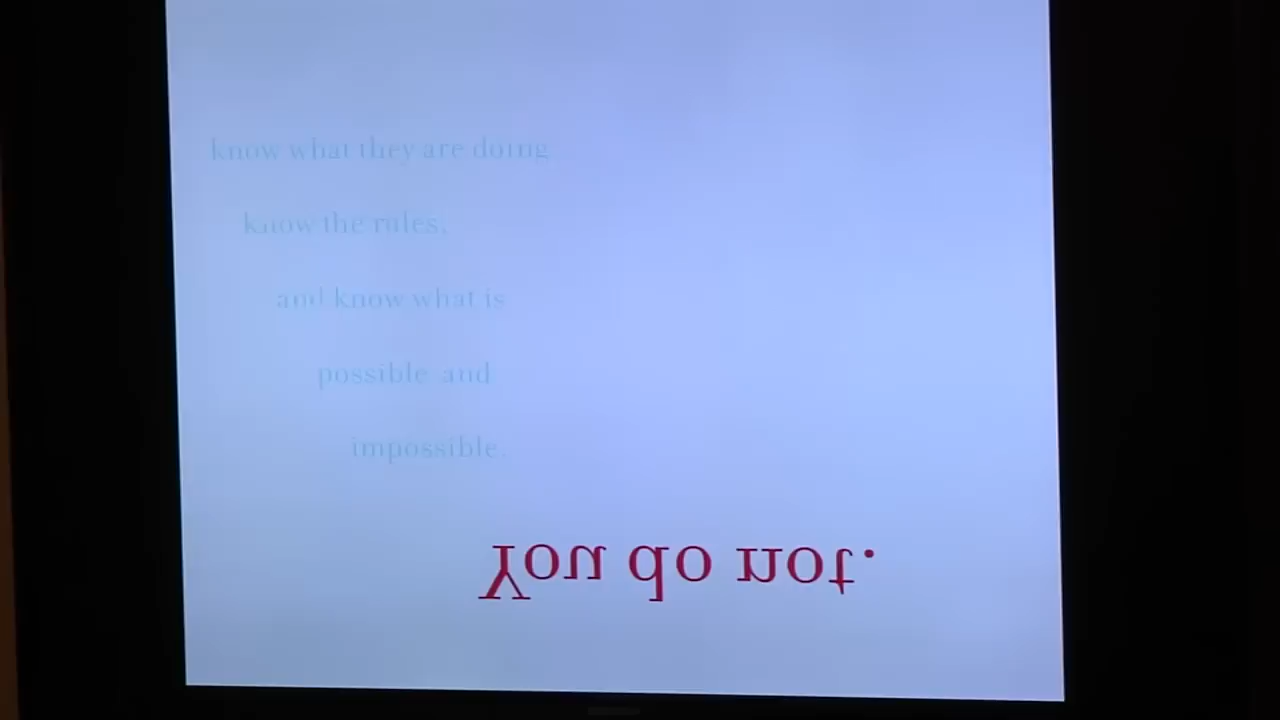 know what they are doing
know the rules;
and know what is
possible and
impossible.
You do not.